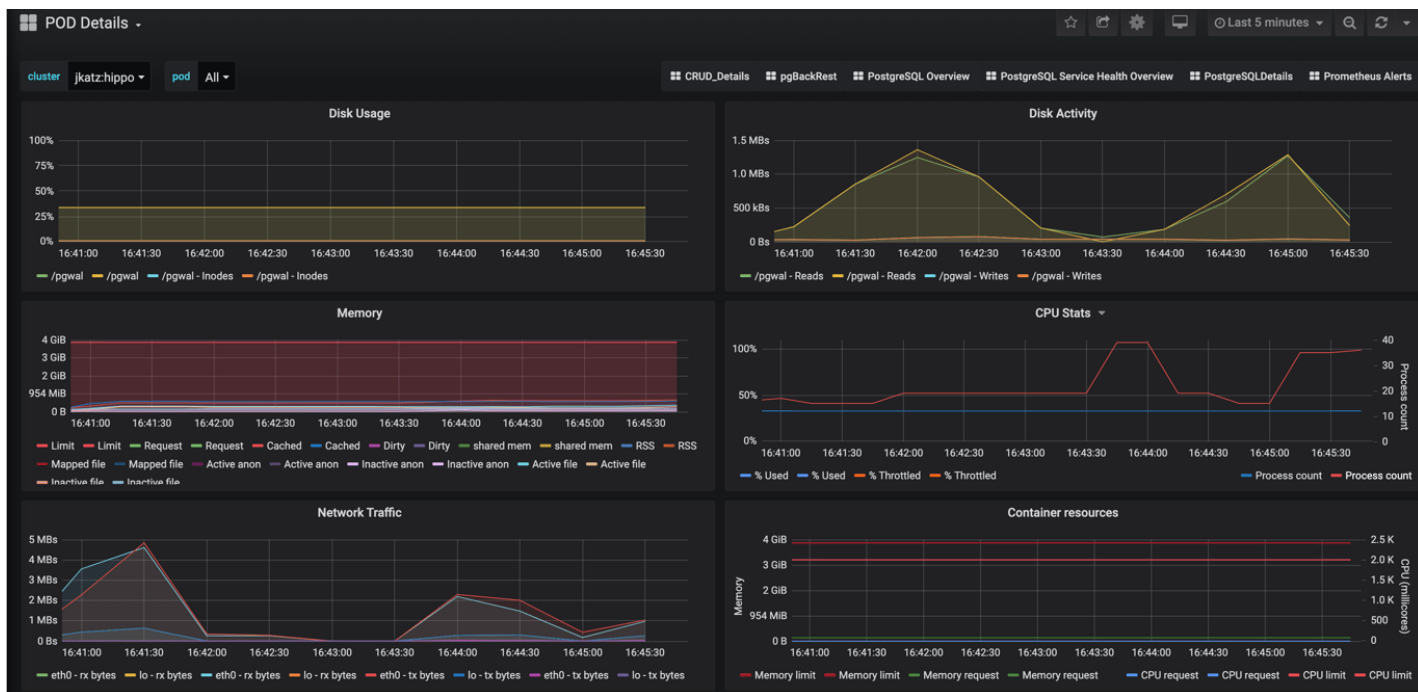 POD Details
Last 5 minutes
cluster jkatz:hippo pod All
CRUD_Details pgBackRest PostgreSQL Overview PostgreSQL Service Health Overview PostgreSQLDetails Prometheus Alerts
Disk Usage
100%
75%
50%
25%
0%
16:41:00 16:41:30 16:42:00 16:42:30 16:43:00 16:43:30 16:44:00 16:44:30 16:45:00 16:45:30
/pgwal /pgwal /pgwal - Inodes /pgwal - Inodes
Disk Activity
1.5 MBs
1.0 MBs
500 kBs
0 Bs
16:41:00 16:41:30 16:42:00 16:42:30 16:43:00 16:43:30 16:44:00 16:44:30 16:45:00 16:45:30
/pgwal - Reads /pgwal - Reads /pgwal - Writes /pgwal - Writes
Memory
4 GiB
3 GiB
2 GiB
954 MiB
0 B
16:41:00 16:41:30 16:42:00 16:42:30 16:43:00 16:43:30 16:44:00 16:44:30 16:45:00 16:45:30
Limit Limit Request Request Cached Cached Dirty Dirty shared mem shared mem RSS RSS
Mapped file Mapped file Active anon Active anon Inactive anon Inactive anon Active file Active file
Inactive file Inactive file
CPU Stats
100%
50%
0%
40
30
20
10
0
Process count
16:41:00 16:41:30 16:42:00 16:42:30 16:43:00 16:43:30 16:44:00 16:44:30 16:45:00 16:45:30
% Used % Used % Throttled % Throttled Process count Process count
Network Traffic
5 MBs
4 MBs
3 MBs
2 MBs
1 MBs
0 Bs
16:41:00 16:41:30 16:42:00 16:42:30 16:43:00 16:43:30 16:44:00 16:44:30 16:45:00 16:45:30
eth0 - rx bytes lo - rx bytes eth0 - rx bytes lo - rx bytes eth0 - tx bytes lo - tx bytes eth0 - tx bytes lo - tx bytes
Container resources
Memory
4 GiB
3 GiB
2 GiB
954 MiB
0 B
2.5 K
2.0 K
1.5 K
1.0 K
500
0
CPU (millicores)
16:41:00 16:41:30 16:42:00 16:42:30 16:43:00 16:43:30 16:44:00 16:44:30 16:45:00 16:45:30
Memory limit Memory limit Memory request Memory request CPU request CPU request CPU limit CPU limit